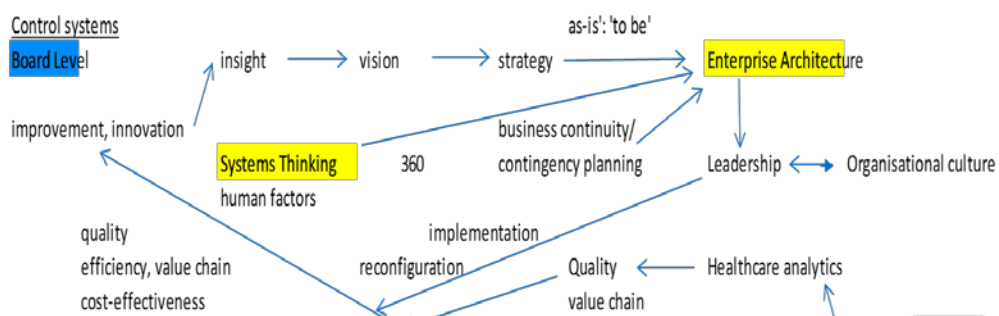 Control systems
as-is': 'to be'
Board Level
insight
vision
strategy
Enterprise Architecture
improvement, innovation
business continuity/
contingency planning
Systems Thinking
360
human factors
Leadership
Organisational culture
quality
efficiency, value chain
cost-effectiveness
implementation
reconfiguration
Quality
value chain
Healthcare analytics